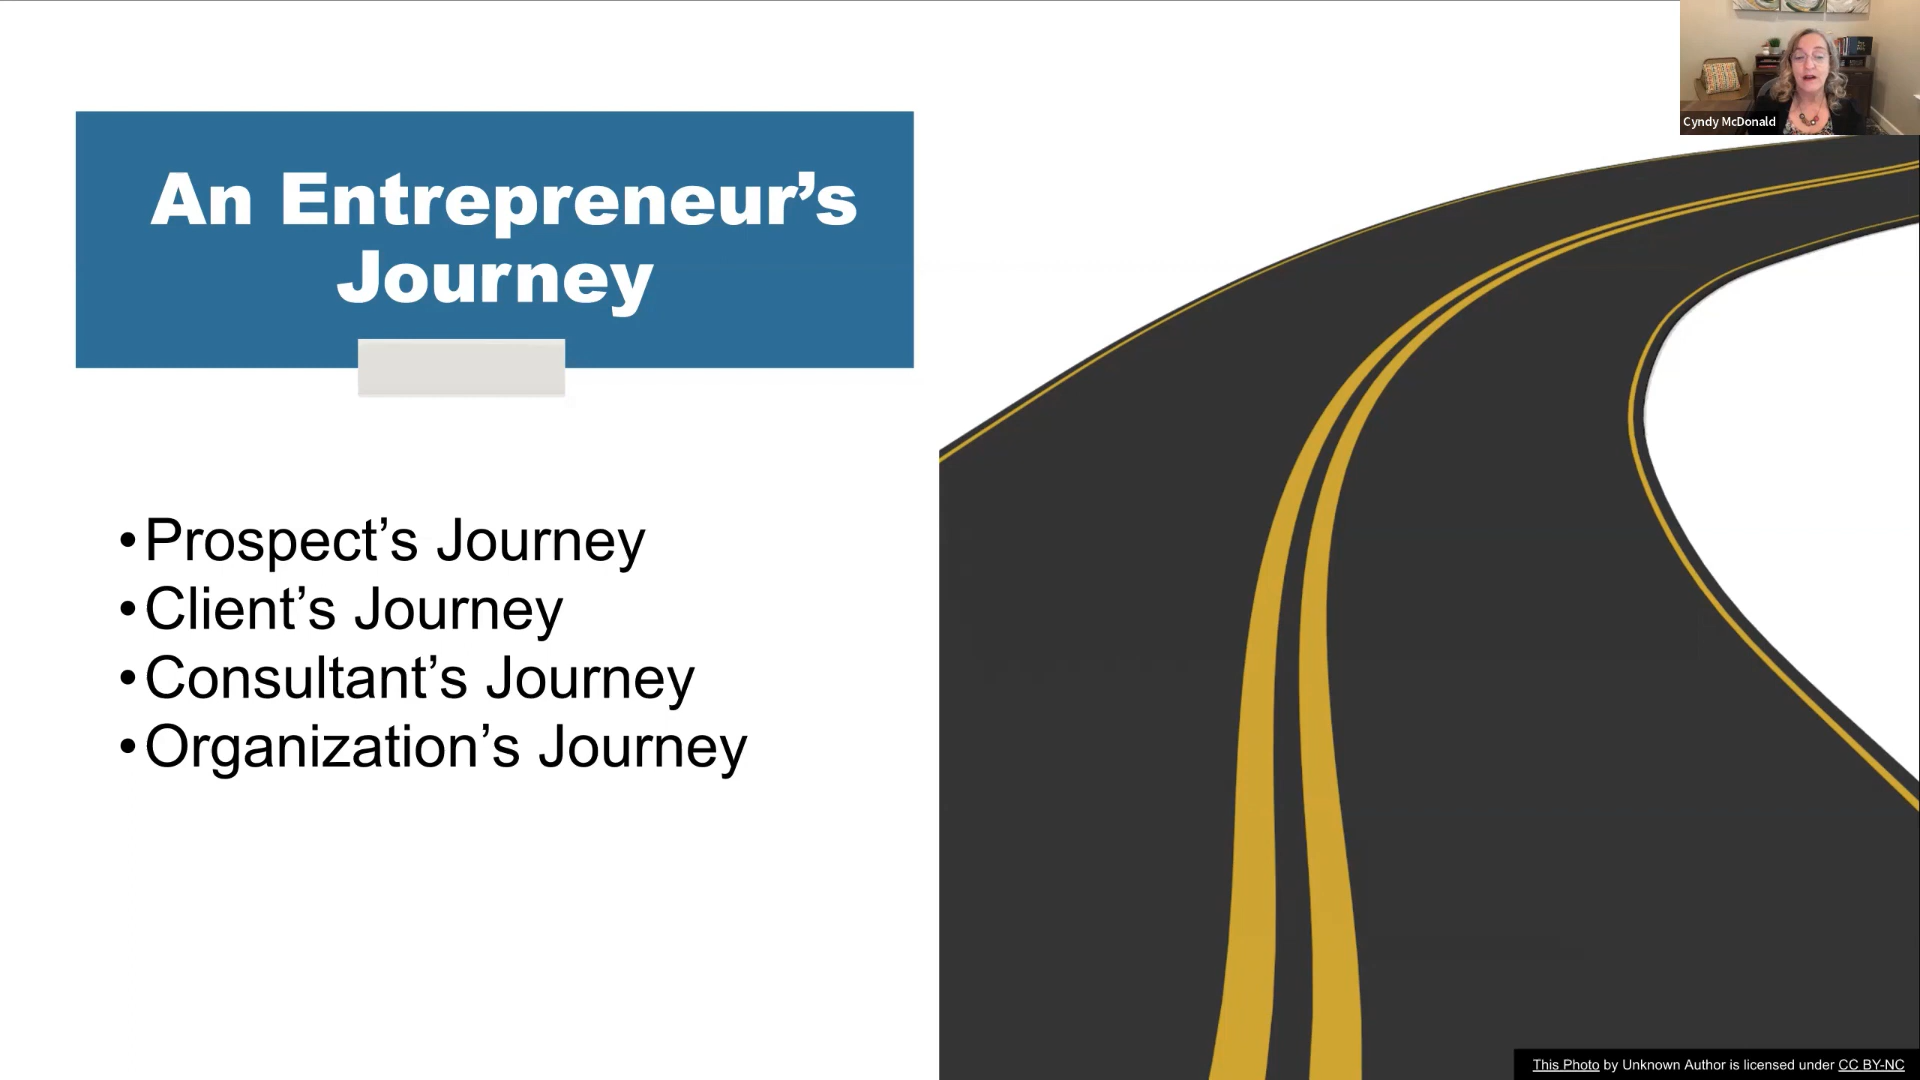 Cyndy McDonald
An Entrepreneur’s
Journey
•Prospect’s Journey
•Client’s Journey
•Consultant’s Journey
•Organization’s Journey
This Photo by Unknown Author is licensed under CC BY-NC